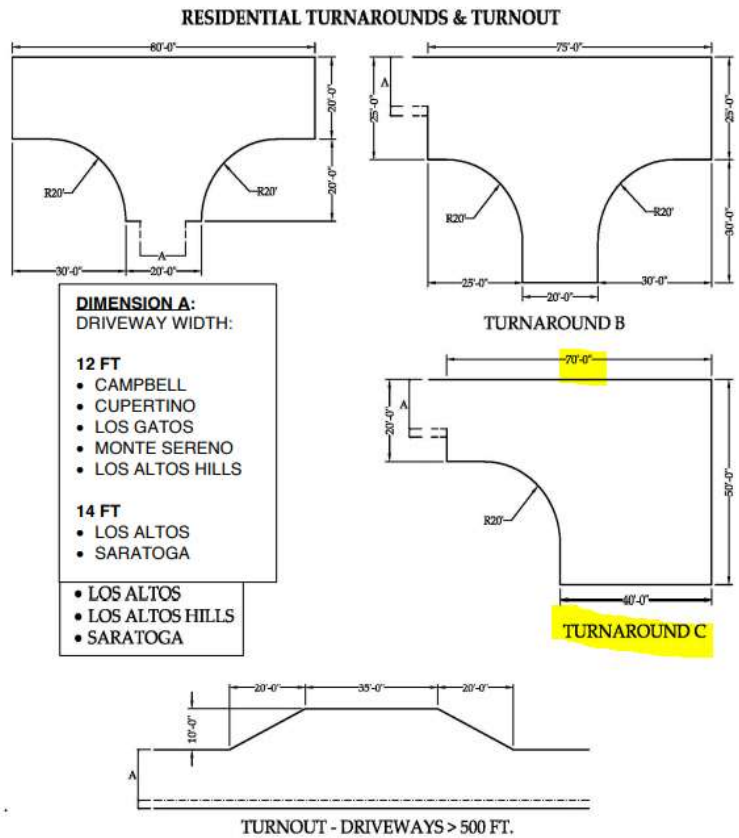 RESIDENTIAL TURNAROUNDS & TURNOUT
80'-0"
20'-0"
20'-0"
R20'
R20'
A
30'-0"
20'-0"
75'-0"
A
25'-0"
25'-0"
R20'
R20'
30'-0"
25'-0"
30'-0"
20'-0"
TURNAROUND B
DIMENSION A:
DRIVEWAY WIDTH:
12 FT
• CAMPBELL
• CUPERTINO
• LOS GATOS
• MONTE SERENO
• LOS ALTOS HILLS
14 FT
• LOS ALTOS
• SARATOGA
• LOS ALTOS
• LOS ALTOS HILLS
• SARATOGA
70'-0"
A
20'-0"
50'-0"
R20'
40'-0"
TURNAROUND C
20'-0"
35'-0"
20'-0"
10'-0"
A
TURNOUT - DRIVEWAYS > 500 FT.